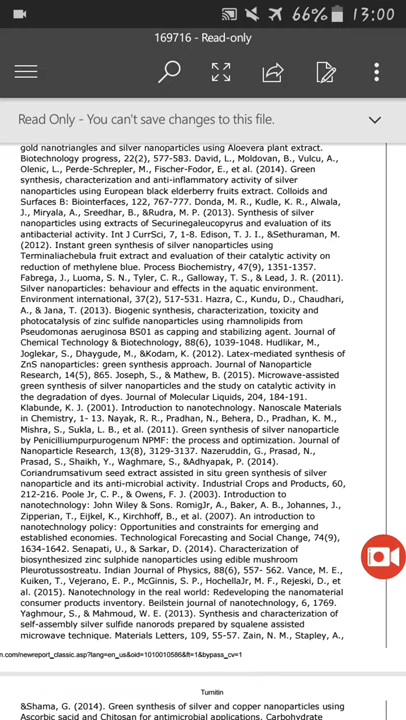 66% 13:00
169716 - Read-only
Read Only - You can't save changes to this file.
gold nanotriangles and silver nanoparticles using Aloevera plant extract.
Biotechnology progress, 22(2), 577-583. David, L., Moldovan, B., Vulcu, A.,
Olenic, L., Perde-Schrepler, M., Fischer-Fodor, E., et al. (2014). Green
synthesis, characterization and anti-inflammatory activity of silver
nanoparticles using European black elderberry fruits extract. Colloids and
Surfaces B: Biointerfaces, 122, 767-777. Donda, M. R., Kudle, K. R., Alwala,
J., Miryala, A., Sreedhar, B., &Rudra, M. P. (2013). Synthesis of silver
nanoparticles using extracts of Securinegaleucopyrus and evaluation of its
antibacterial activity. Int J CurrSci, 7, 1-8. Edison, T. J. I., &Sethuraman, M.
(2012). Instant green synthesis of silver nanoparticles using
Terminaliachebula fruit extract and evaluation of their catalytic activity on
reduction of methylene blue. Process Biochemistry, 47(9), 1351-1357.
Fabrega, J., Luoma, S. N., Tyler, C. R., Galloway, T. S., & Lead, J. R. (2011).
Silver nanoparticles: behaviour and effects in the aquatic environment.
Environment international, 37(2), 517-531. Hazra, C., Kundu, D., Chaudhari,
A., & Jana, T. (2013). Biogenic synthesis, characterization, toxicity and
photocatalysis of zinc sulfide nanoparticles using rhamnolipids from
Pseudomonas aeruginosa BS01 as capping and stabilizing agent. Journal of
Chemical Technology & Biotechnology, 88(6), 1039-1048. Hudlikar, M.,
Joglekar, S., Dhaygude, M., &Kodam, K. (2012). Latex-mediated synthesis of
ZnS nanoparticles: green synthesis approach. Journal of Nanoparticle
Research, 14(5), 865. Joseph, S., & Mathew, B. (2015). Microwave-assisted
green synthesis of silver nanoparticles and the study on catalytic activity in
the degradation of dyes. Journal of Molecular Liquids, 204, 184-191.
Klabunde, K. J. (2001). Introduction to nanotechnology. Nanoscale Materials
in Chemistry, 1- 13. Nayak, R. R., Pradhan, N., Behera, D., Pradhan, K. M.,
Mishra, S., Sukla, L. B., et al. (2011). Green synthesis of silver nanoparticle
by Penicilliumpurpurogenum NPMF: the process and optimization. Journal of
Nanoparticle Research, 13(8), 3129-3137. Nazeruddin, G., Prasad, N.,
Prasad, S., Shaikh, Y., Waghmare, S., &Adhyapak, P. (2014).
Coriandrumsativum seed extract assisted in situ green synthesis of silver
nanoparticle and its anti-microbial activity. Industrial Crops and Products, 60,
212-216. Poole Jr, C. P., & Owens, F. J. (2003). Introduction to
nanotechnology: John Wiley & Sons. RomigJr, A., Baker, A. B., Johannes, J.,
Zipperian, T., Eijkel, K., Kirchhoff, B., et al. (2007). An introduction to
nanotechnology policy: Opportunities and constraints for emerging and
established economies. Technological Forecasting and Social Change, 74(9),
1634-1642. Senapati, U., & Sarkar, D. (2014). Characterization of
biosynthesized zinc sulphide nanoparticles using edible mushroom
Pleurotussostreatu. Indian Journal of Physics, 88(6), 557- 562. Vance, M. E.,
Kuiken, T., Vejerano, E. P., McGinnis, S. P., HochellaJr, M. F., Rejeski, D., et
al. (2015). Nanotechnology in the real world: Redeveloping the nanomaterial
consumer products inventory. Beilstein journal of nanotechnology, 6, 1769.
Yaghmour, S., & Mahmoud, W. E. (2013). Synthesis and characterization of
self-assembly silver sulfide nanorods prepared by squalene assisted
microwave technique. Materials Letters, 109, 55-57. Zain, N. M., Stapley, A.,
n.com/newreport_classic.asp?lang=en_us&oid=1010010586&ft=1&bypass_cv=1
Turnitin
&Shama, G. (2014). Green synthesis of silver and copper nanoparticles using
Ascorbic sacid and Chitosan for antimicrobial applications. Carbohydrate